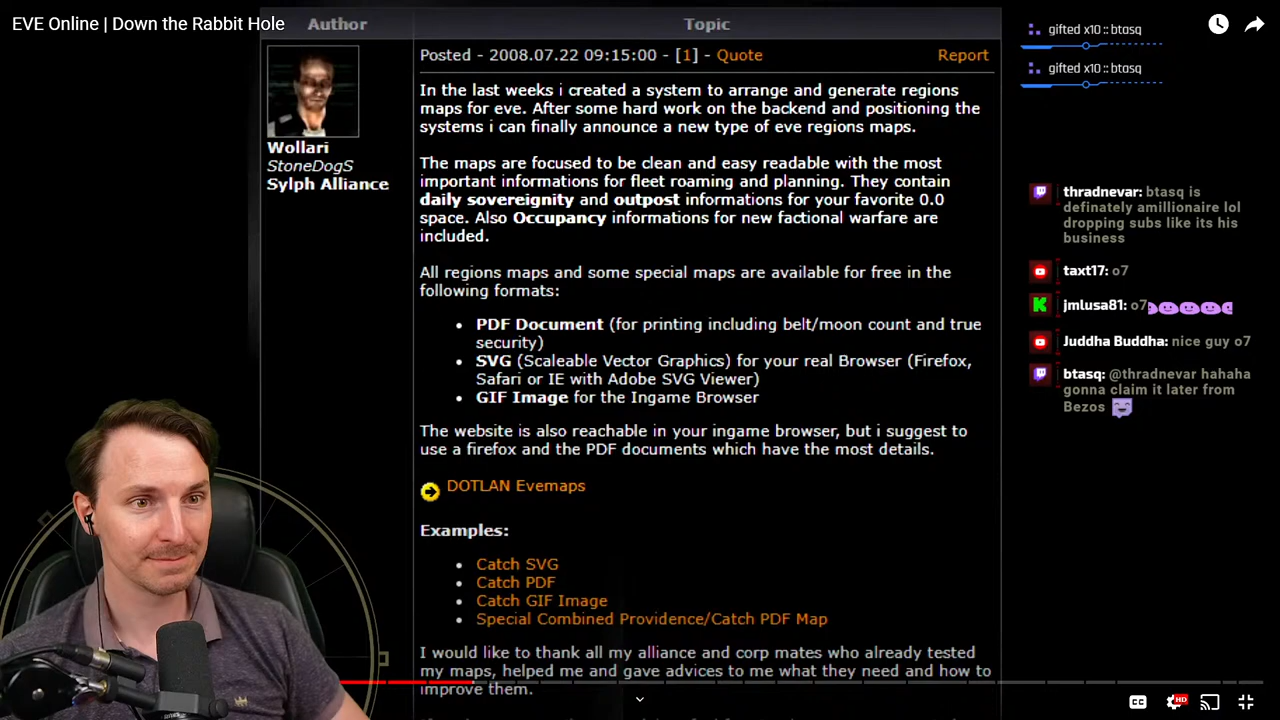 EVE Online | Down the Rabbit Hole
Author
Topic
Posted - 2008.07.22 09:15:00 - [1] - Quote
Report
Wollari
StoneDogS
Sylph Alliance
In the last weeks i created a system to arrange and generate regions
maps for eve. After some hard work on the backend and positioning the
systems i can finally announce a new type of eve regions maps.
The maps are focused to be clean and easy readable with the most
important informations for fleet roaming and planning. They contain
daily sovereignity and outpost informations for your favorite 0.0
space. Also Occupancy informations for new factional warfare are
included.
All regions maps and some special maps are available for free in the
following formats:
• PDF Document (for printing including belt/moon count and true
security)
• SVG (Scaleable Vector Graphics) for your real Browser (Firefox,
Safari or IE with Adobe SVG Viewer)
• GIF Image for the Ingame Browser
The website is also reachable in your ingame browser, but i suggest to
use a firefox and the PDF documents which have the most details.
DOTLAN Evemaps
Examples:
• Catch SVG
• Catch PDF
• Catch GIF Image
• Special Combined Providence/Catch PDF Map
I would like to thank all my alliance and corp mates who already tested
my maps, helped me and gave advices to me what they need and how to
improve them.
gifted x10 :: btasq
gifted x10 :: btasq
thradnevar: btasq is
definately amillionaire lol
dropping subs like its his
business
taxt17: o7
jmlusa81: o7
Juddha Buddha: nice guy o7
btasq: @thradnevar hahaha
gonna claim it later from
Bezos
CC
HD